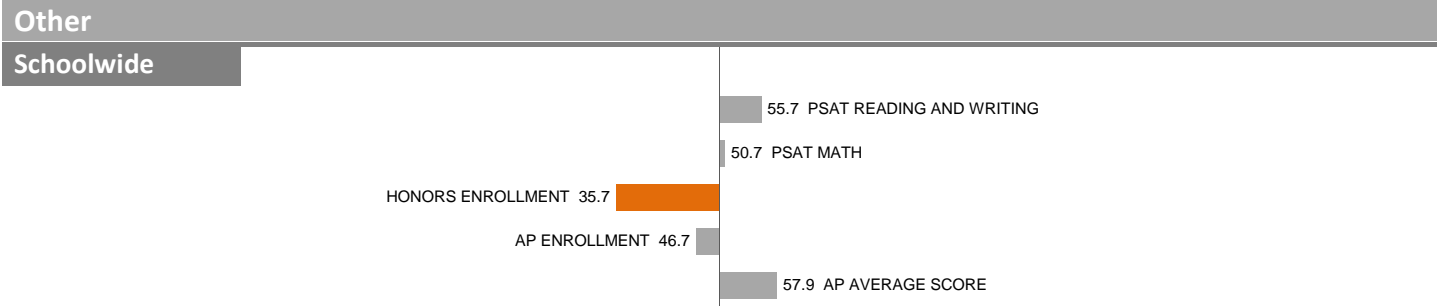 Other
Schoolwide
55.7 PSAT READING AND WRITING
50.7 PSAT MATH
HONORS ENROLLMENT 35.7
AP ENROLLMENT 46.7
57.9 AP AVERAGE SCORE